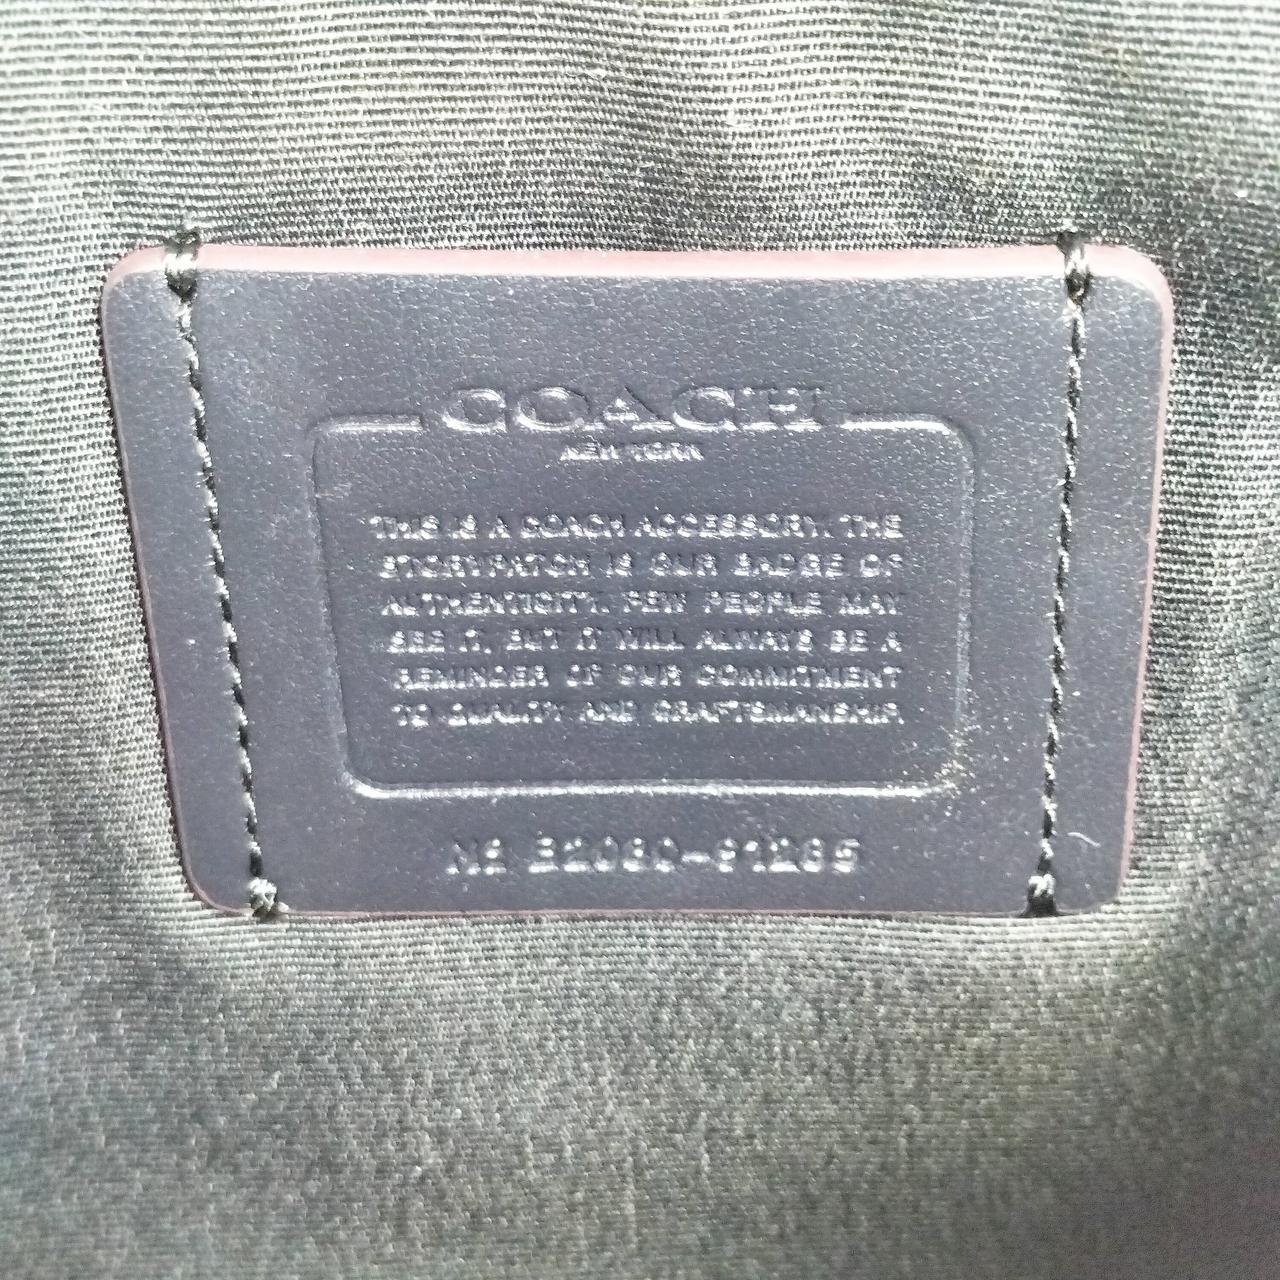 COACH
NEW YORK
THIS IS A COACH ACCESSORY. THE
STORYPATCH IS OUR BADGE OF
AUTHENTICITY. FEW PEOPLE MAY
SEE IT, BUT IT WILL ALWAYS BE A
REMINDER OF OUR COMMITMENT
TO QUALITY AND CRAFTSMANSHIP.